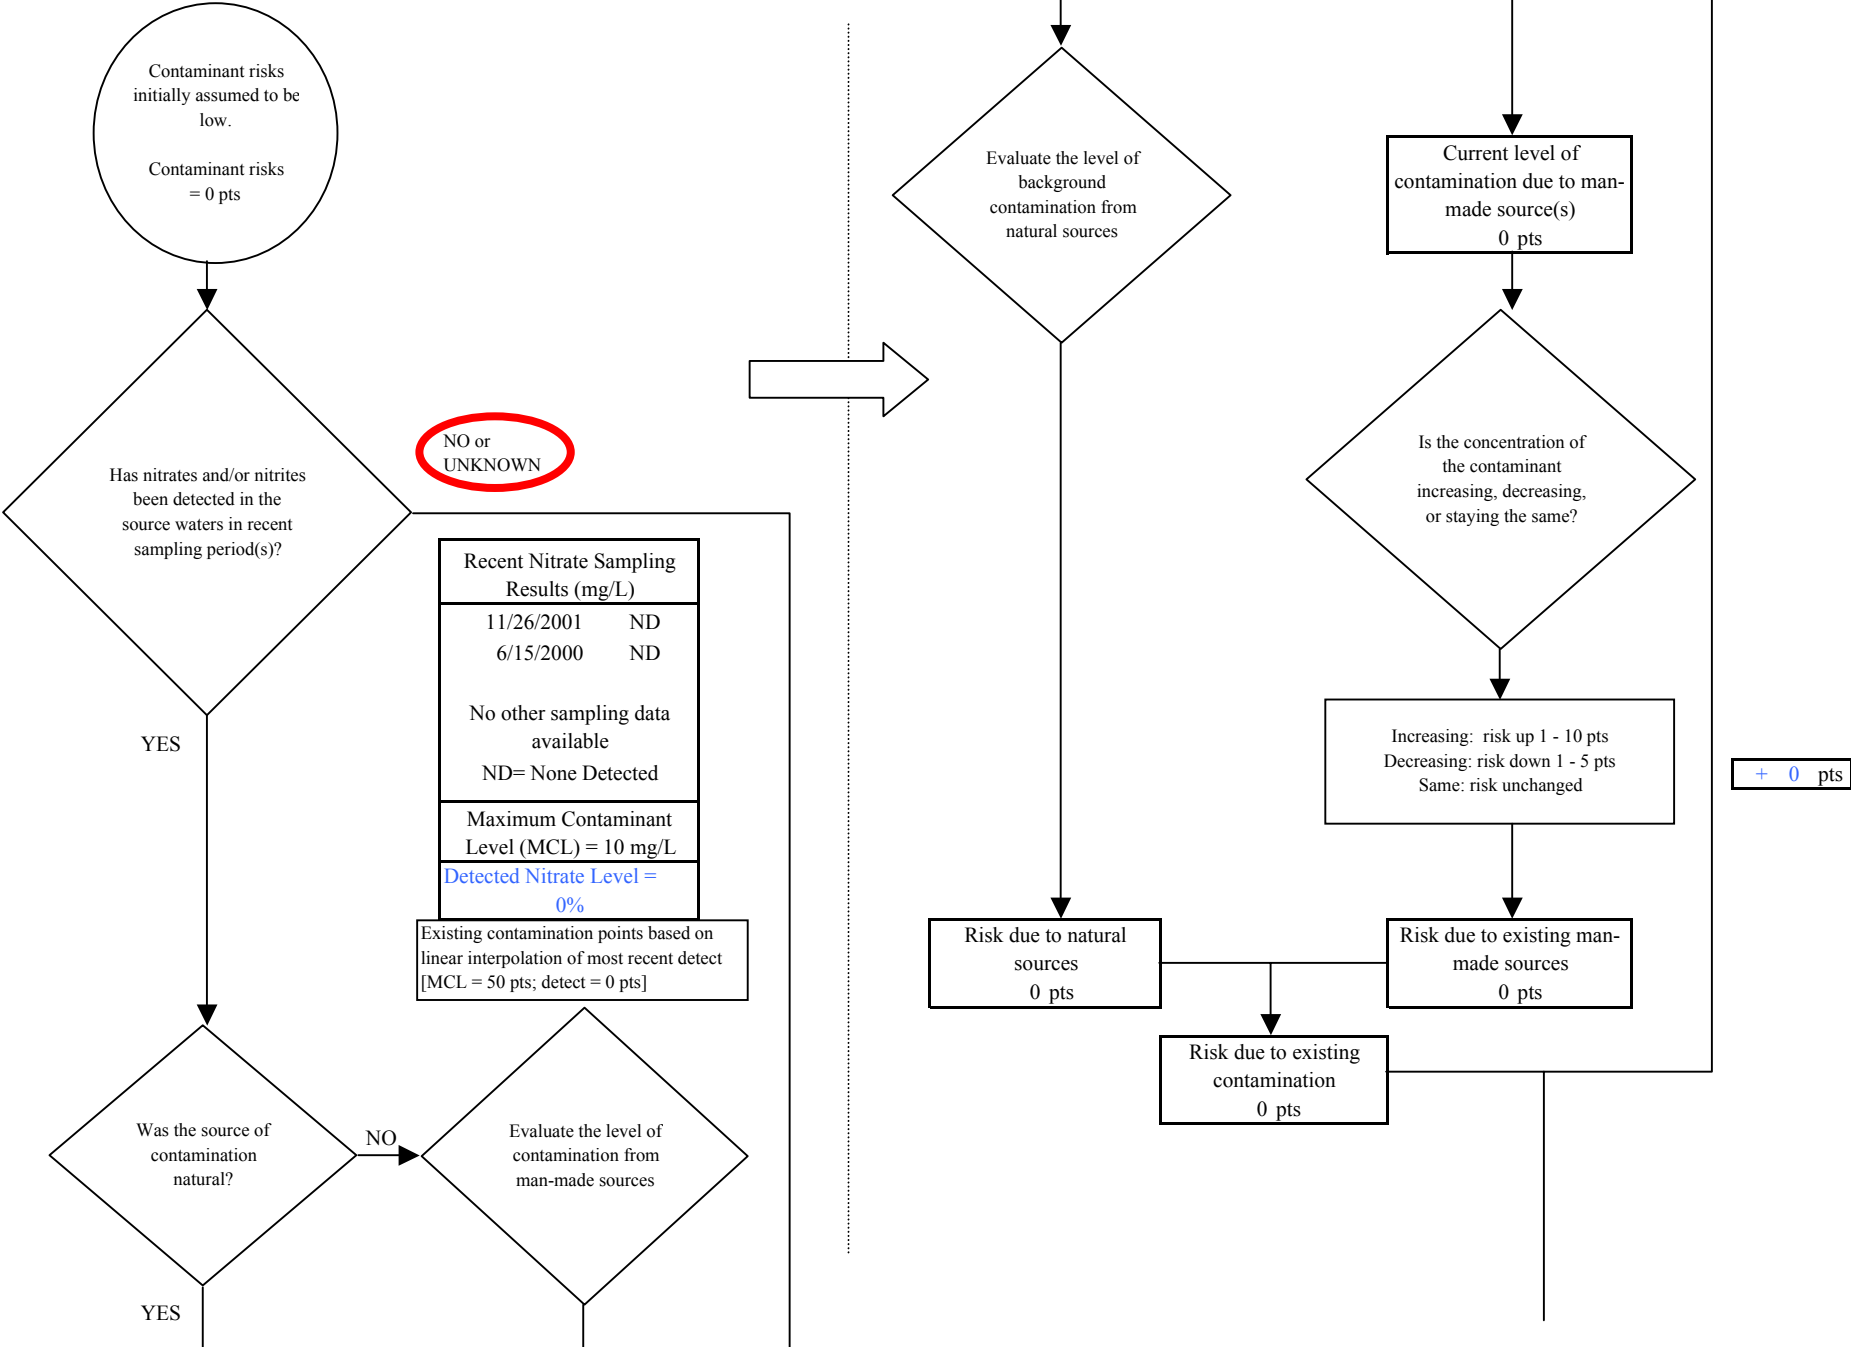 Contaminant risks
initially assumed to be
low.
Contaminant risks
= 0 pts
Has nitrates and/or nitrites
been detected in the
source waters in recent
sampling period(s)?
NO or
UNKNOWN
YES
Recent Nitrate Sampling
Results (mg/L)
11/26/2001 ND
6/15/2000 ND
No other sampling data
available
ND= None Detected
Maximum Contaminant
Level (MCL) = 10 mg/L
Detected Nitrate Level =
0%
Existing contamination points based on
linear interpolation of most recent detect
[MCL = 50 pts; detect = 0 pts]
Was the source of
contamination
natural?
NO
YES
Evaluate the level of
contamination from
man-made sources
Evaluate the level of
background
contamination from
natural sources
Current level of
contamination due to man-
made source(s)
0 pts
Is the concentration of
the contaminant
increasing, decreasing,
or staying the same?
Increasing: risk up 1 - 10 pts
Decreasing: risk down 1 - 5 pts
Same: risk unchanged
+ 0 pts
Risk due to natural
sources
0 pts
Risk due to existing man-
made sources
0 pts
Risk due to existing
contamination
0 pts